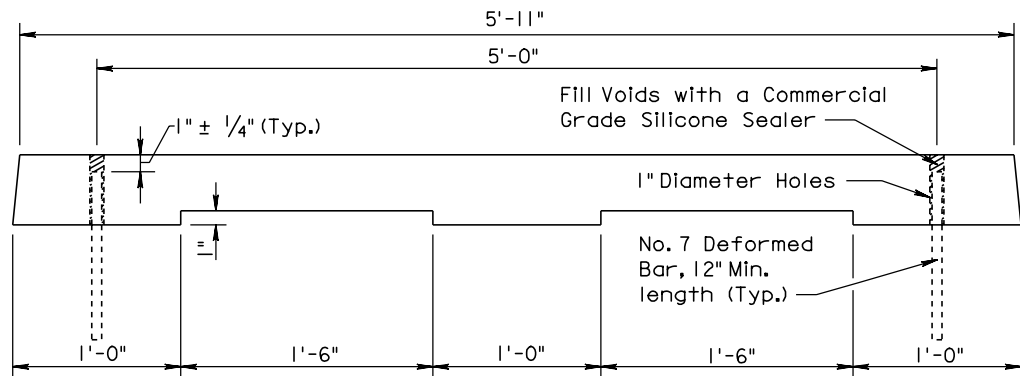 5'-11"
5'-0"
Fill Voids with a Commercial
Grade Silicone Sealer
1" ± 1/4" (Typ.)
1" Diameter Holes
1"
No. 7 Deformed
Bar, 12" Min.
length (Typ.)
1'-0"
1'-6"
1'-0"
1'-6"
1'-0"